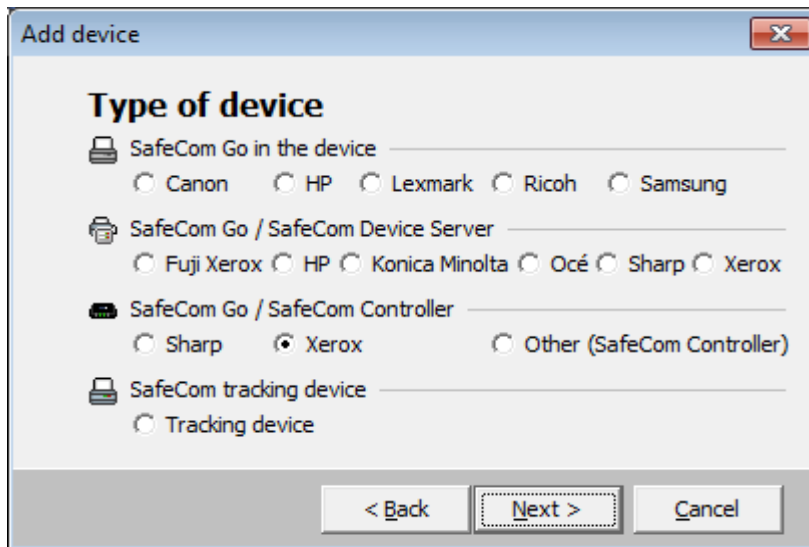 Add device
Type of device
SafeCom Go in the device
Canon HP Lexmark Ricoh Samsung
SafeCom Go / SafeCom Device Server
Fuji Xerox HP Konica Minolta Océ Sharp Xerox
SafeCom Go / SafeCom Controller
Sharp Xerox Other (SafeCom Controller)
SafeCom tracking device
Tracking device
< Back Next > Cancel